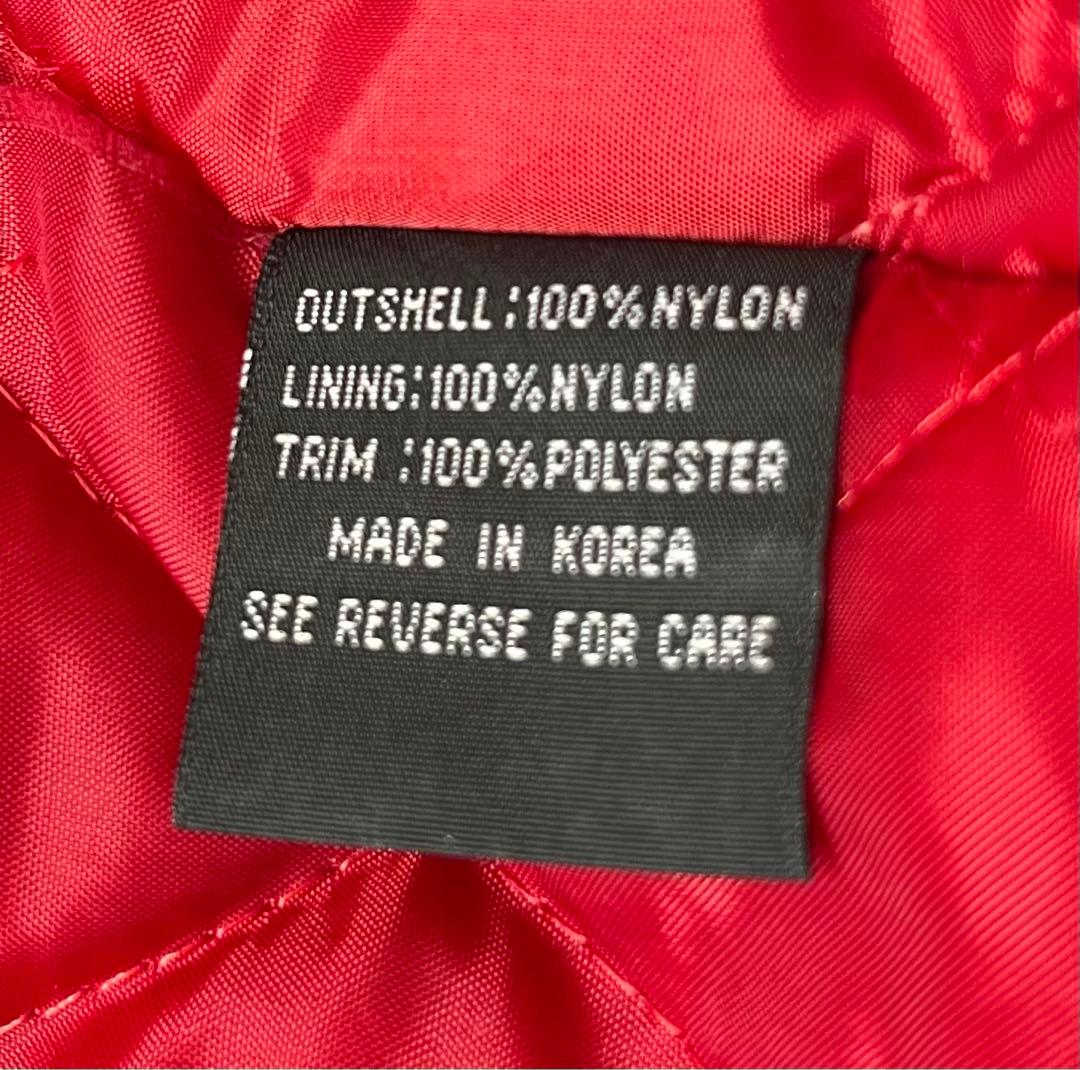 OUTSHELL:100%NYLON
LINING:100%NYLON
TRIM :100%POLYESTER
MADE IN KOREA
SEE REVERSE FOR CARE